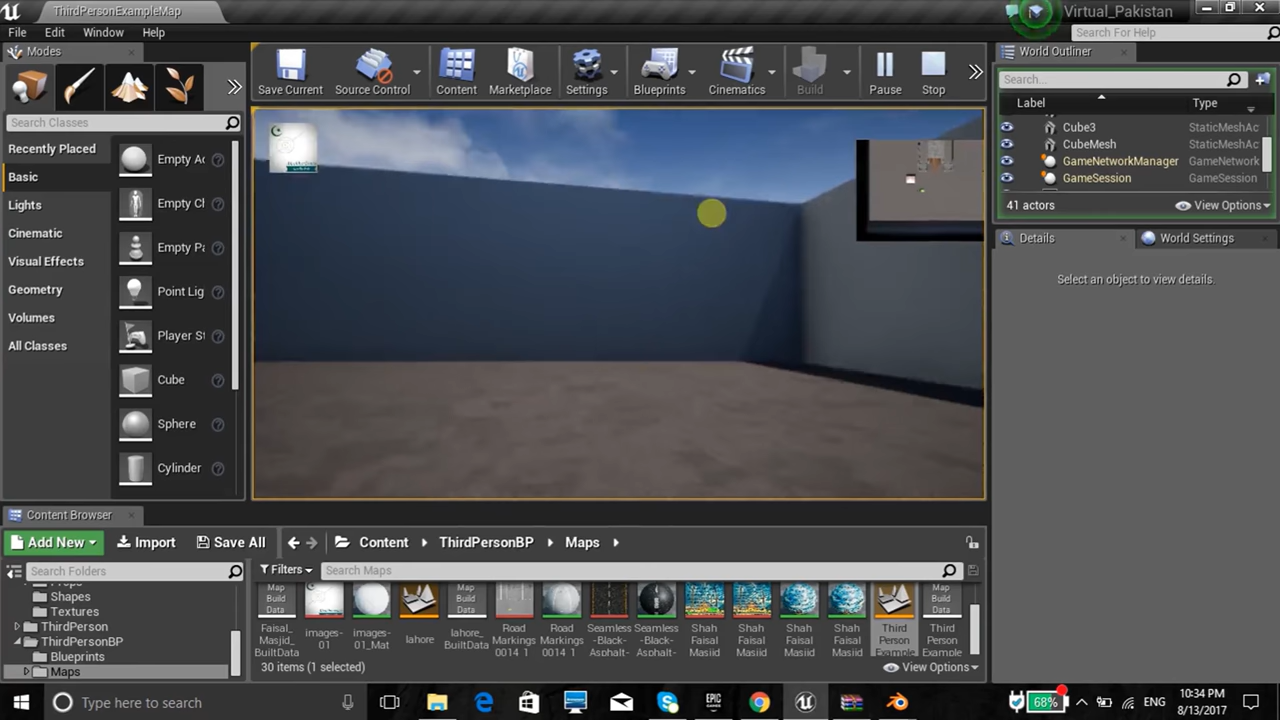 ThirdPersonExampleMap
Virtual_Pakistan
File Edit Window Help
Search For Help
Modes
Search Classes
Recently Placed
Basic
Lights
Cinematic
Visual Effects
Geometry
Volumes
All Classes
Empty Ac
Empty Ch
Empty Pa
Point Lig
Player St
Cube
Sphere
Cylinder
Save Current
Source Control
Content
Marketplace
Settings
Blueprints
Cinematics
Build
Pause
Stop
World Outliner
Search...
Label Type
Cube3 StaticMeshAc
CubeMesh StaticMeshAc
GameNetworkManager GameNetwork
GameSession GameSession
41 actors View Options
Details World Settings
Select an object to view details.
Content Browser
Add New Import Save All Content ThirdPersonBP Maps
Search Folders
Filters Search Maps
Shapes
Textures
ThirdPerson
ThirdPersonBP
Blueprints
Maps
Map Build Data
Faisal_Masjid_BuiltData
images-01
images-01_Mat
lahore
Map Build Data
lahore_BuiltData
Road Markings 0014 1
Road Markings 0014 1
Seamless-Black-Asphalt-
Seamless-Black-Asphalt-
Shah Faisal Masjid
Shah Faisal Masjid
Shah Faisal Masjid
Shah Faisal Masjid
Third Person Example
Map Build Data
Third Person Example
30 items (1 selected) View Options
Type here to search
EPIC GAMES
68%
ENG
10:34 PM
8/13/2017